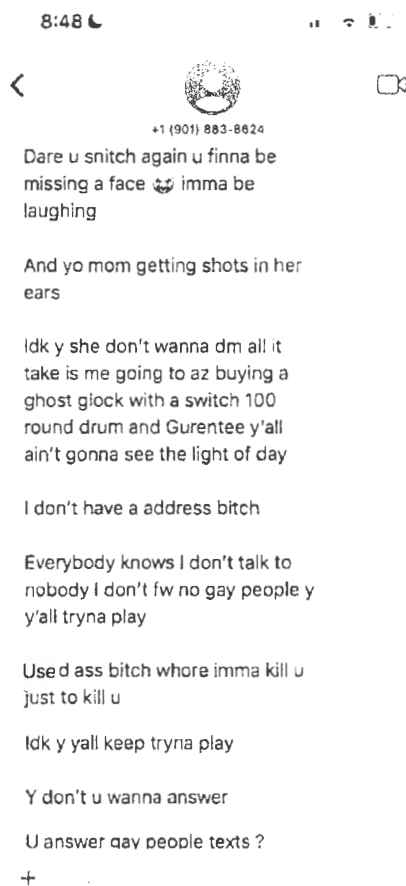 8:48
+1 (901) 883-8624
Dare u snitch again u finna be
missing a face 🤣 imma be
laughing
And yo mom getting shots in her
ears
Idk y she don't wanna dm all it
take is me going to az buying a
ghost glock with a switch 100
round drum and Gurentee y'all
ain't gonna see the light of day
I don't have a address bitch
Everybody knows I don't talk to
nobody I don't fw no gay people y
y'all tryna play
Used ass bitch whore imma kill u
just to kill u
Idk y yall keep tryna play
Y don't u wanna answer
U answer gay people texts ?
+